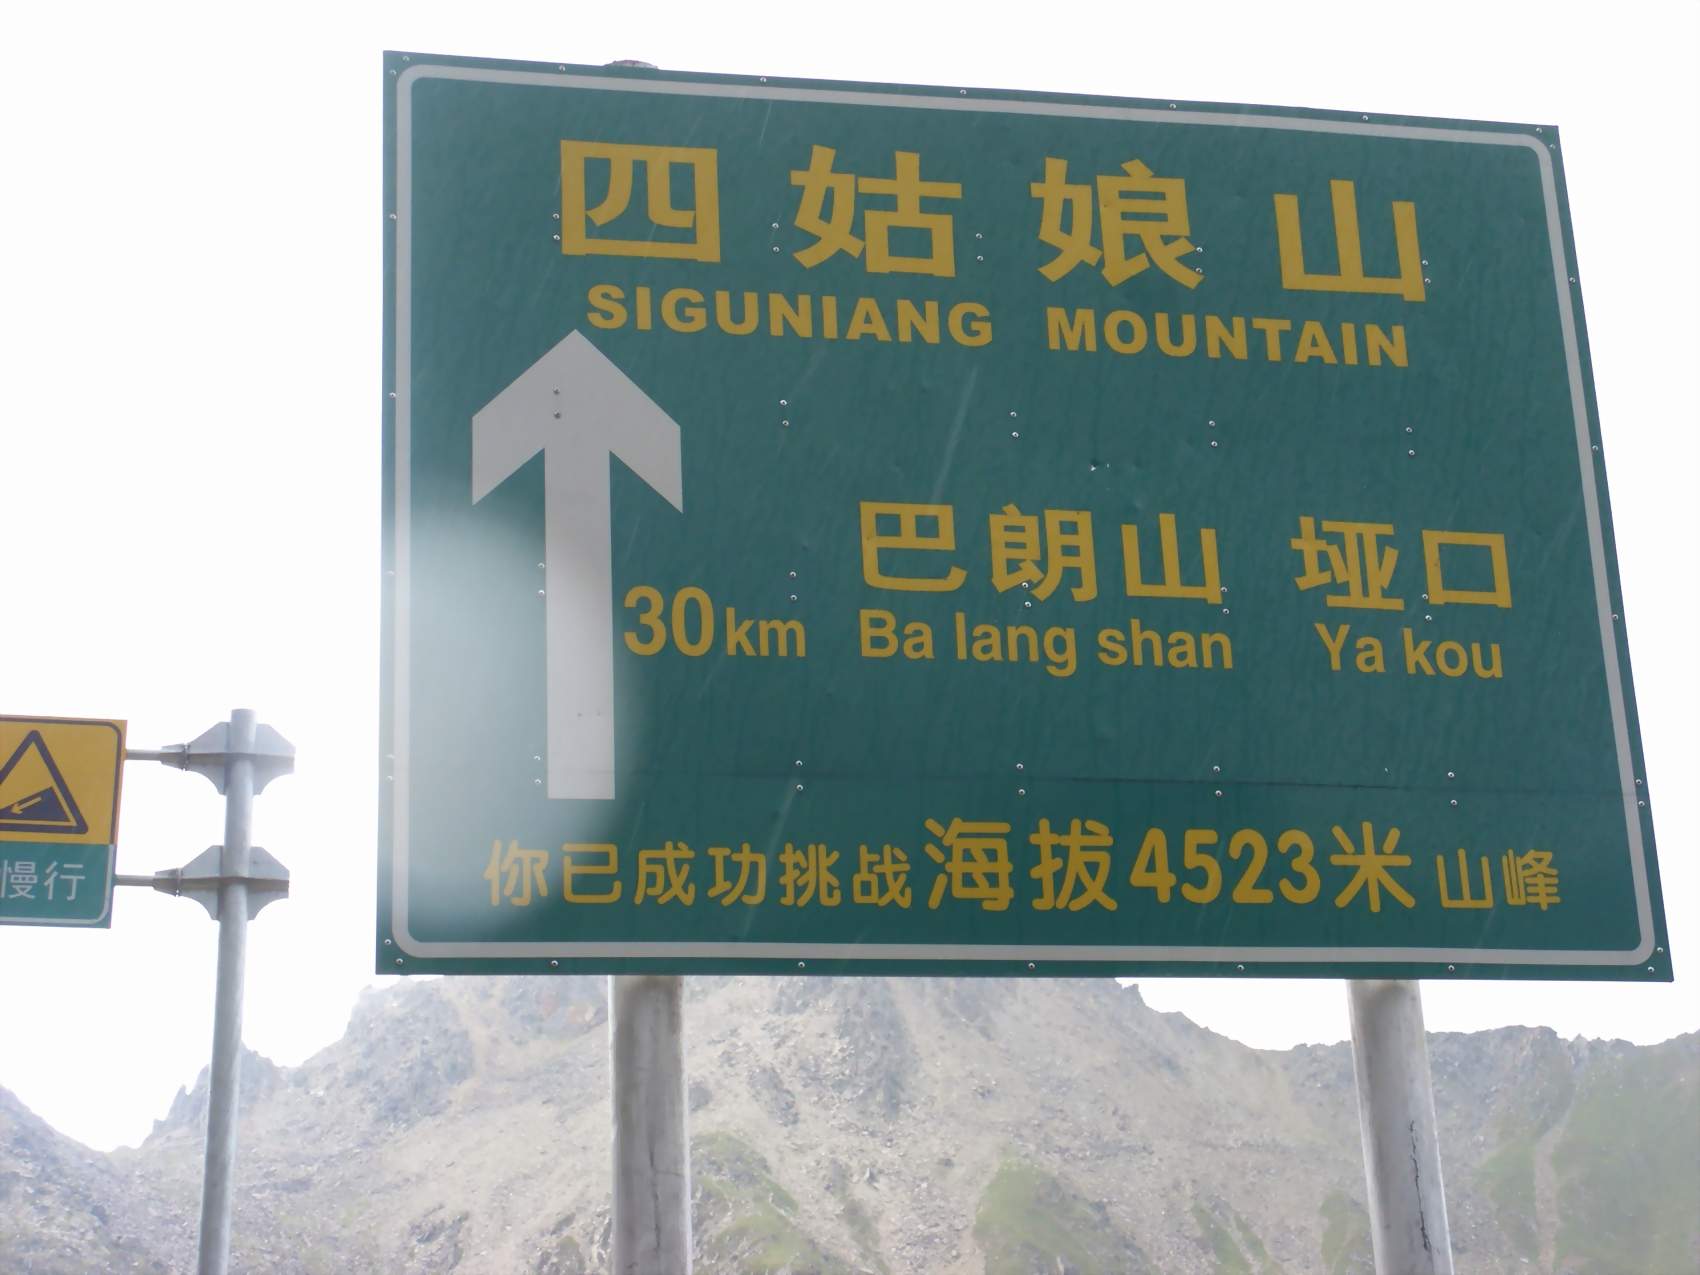 四姑娘山
SIGUNIANG MOUNTAIN
巴朗山 垭口
30km Ba lang shan Ya kou
你已成功挑战海拔4523米 山峰
慢行